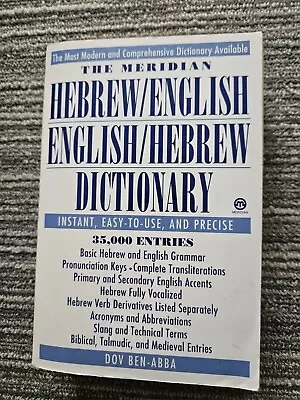 The Most Modern and Comprehensive Dictionary Available
THE MERIDIAN
HEBREW/ENGLISH
ENGLISH/HEBREW
DICTIONARY
MERIDIAN
INSTANT, EASY-TO-USE, AND PRECISE
35,000 ENTRIES
Basic Hebrew and English Grammar
Pronunciation Keys - Complete Transliterations
Primary and Secondary English Accents
Hebrew Fully Vocalized
Hebrew Verb Derivatives Listed Separately
Acronyms and Abbreviations
Slang and Technical Terms
Biblical, Talmudic, and Medieval Entries
DOV BEN-ABBA